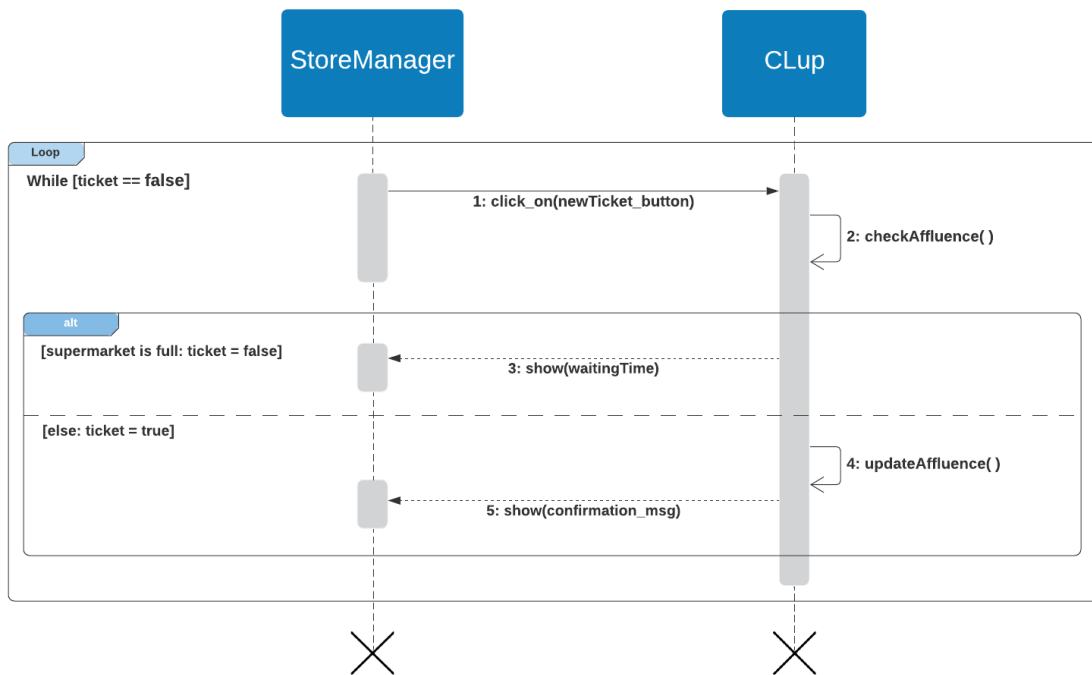 StoreManager
CLup
Loop
While [ticket == false]
1: click_on(newTicket_button)
2: checkAffluence( )
alt
[supermarket is full: ticket = false]
3: show(waitingTime)
[else: ticket = true]
4: updateAffluence( )
5: show(confirmation_msg)